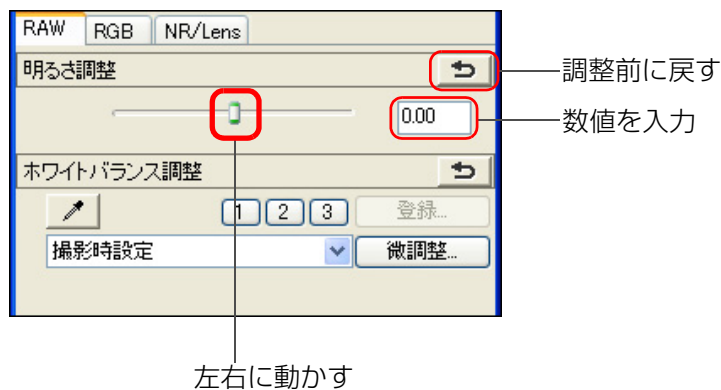 RAW RGB NR/Lens
明るさ調整
調整前に戻す
0.00
数値を入力
ホワイトバランス調整
1 2 3 登録...
撮影時設定 微調整...
左右に動かす